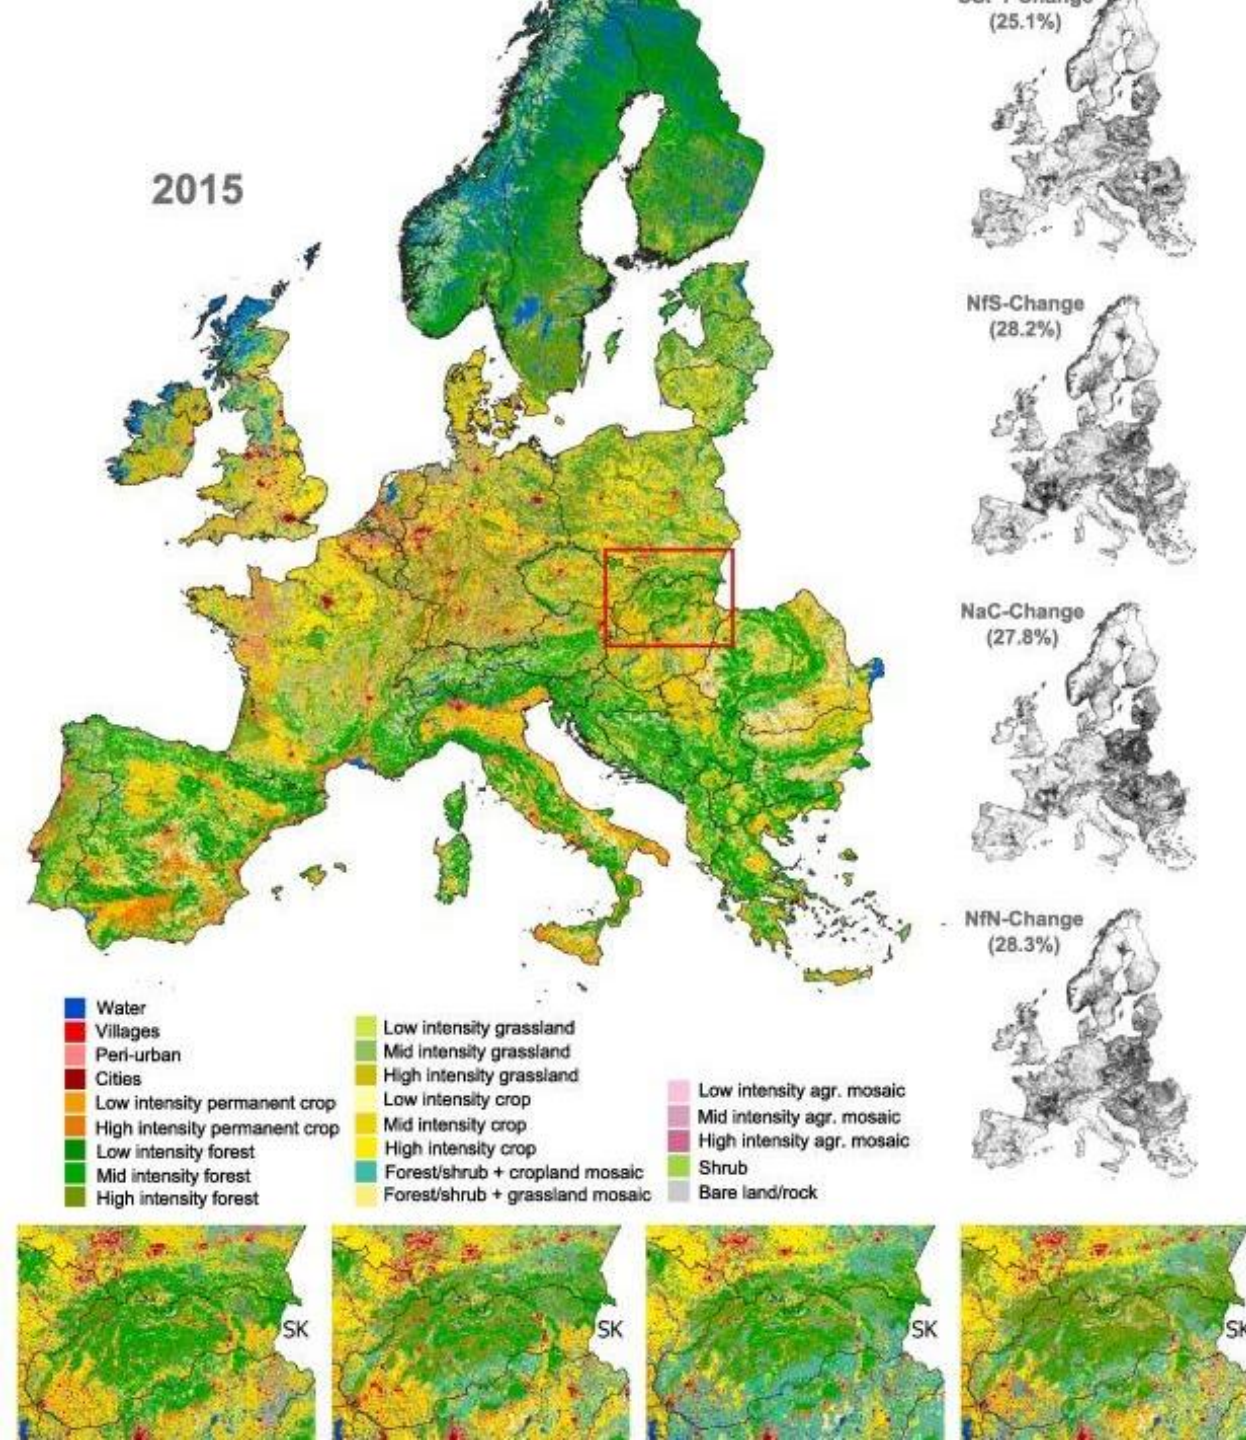 (25.1%)
2015
NfS-Change
(28.2%)
NaC-Change
(27.8%)
NfN-Change
(28.3%)
Water
Villages
Peri-urban
Cities
Low intensity permanent crop
High intensity permanent crop
Low intensity forest
Mid intensity forest
High intensity forest
Low intensity grassland
Mid intensity grassland
High intensity grassland
Low intensity crop
Mid intensity crop
High intensity crop
Forest/shrub + cropland mosaic
Forest/shrub + grassland mosaic
Low intensity agr. mosaic
Mid intensity agr. mosaic
High intensity agr. mosaic
Shrub
Bare land/rock
SK
SK
SK
SK